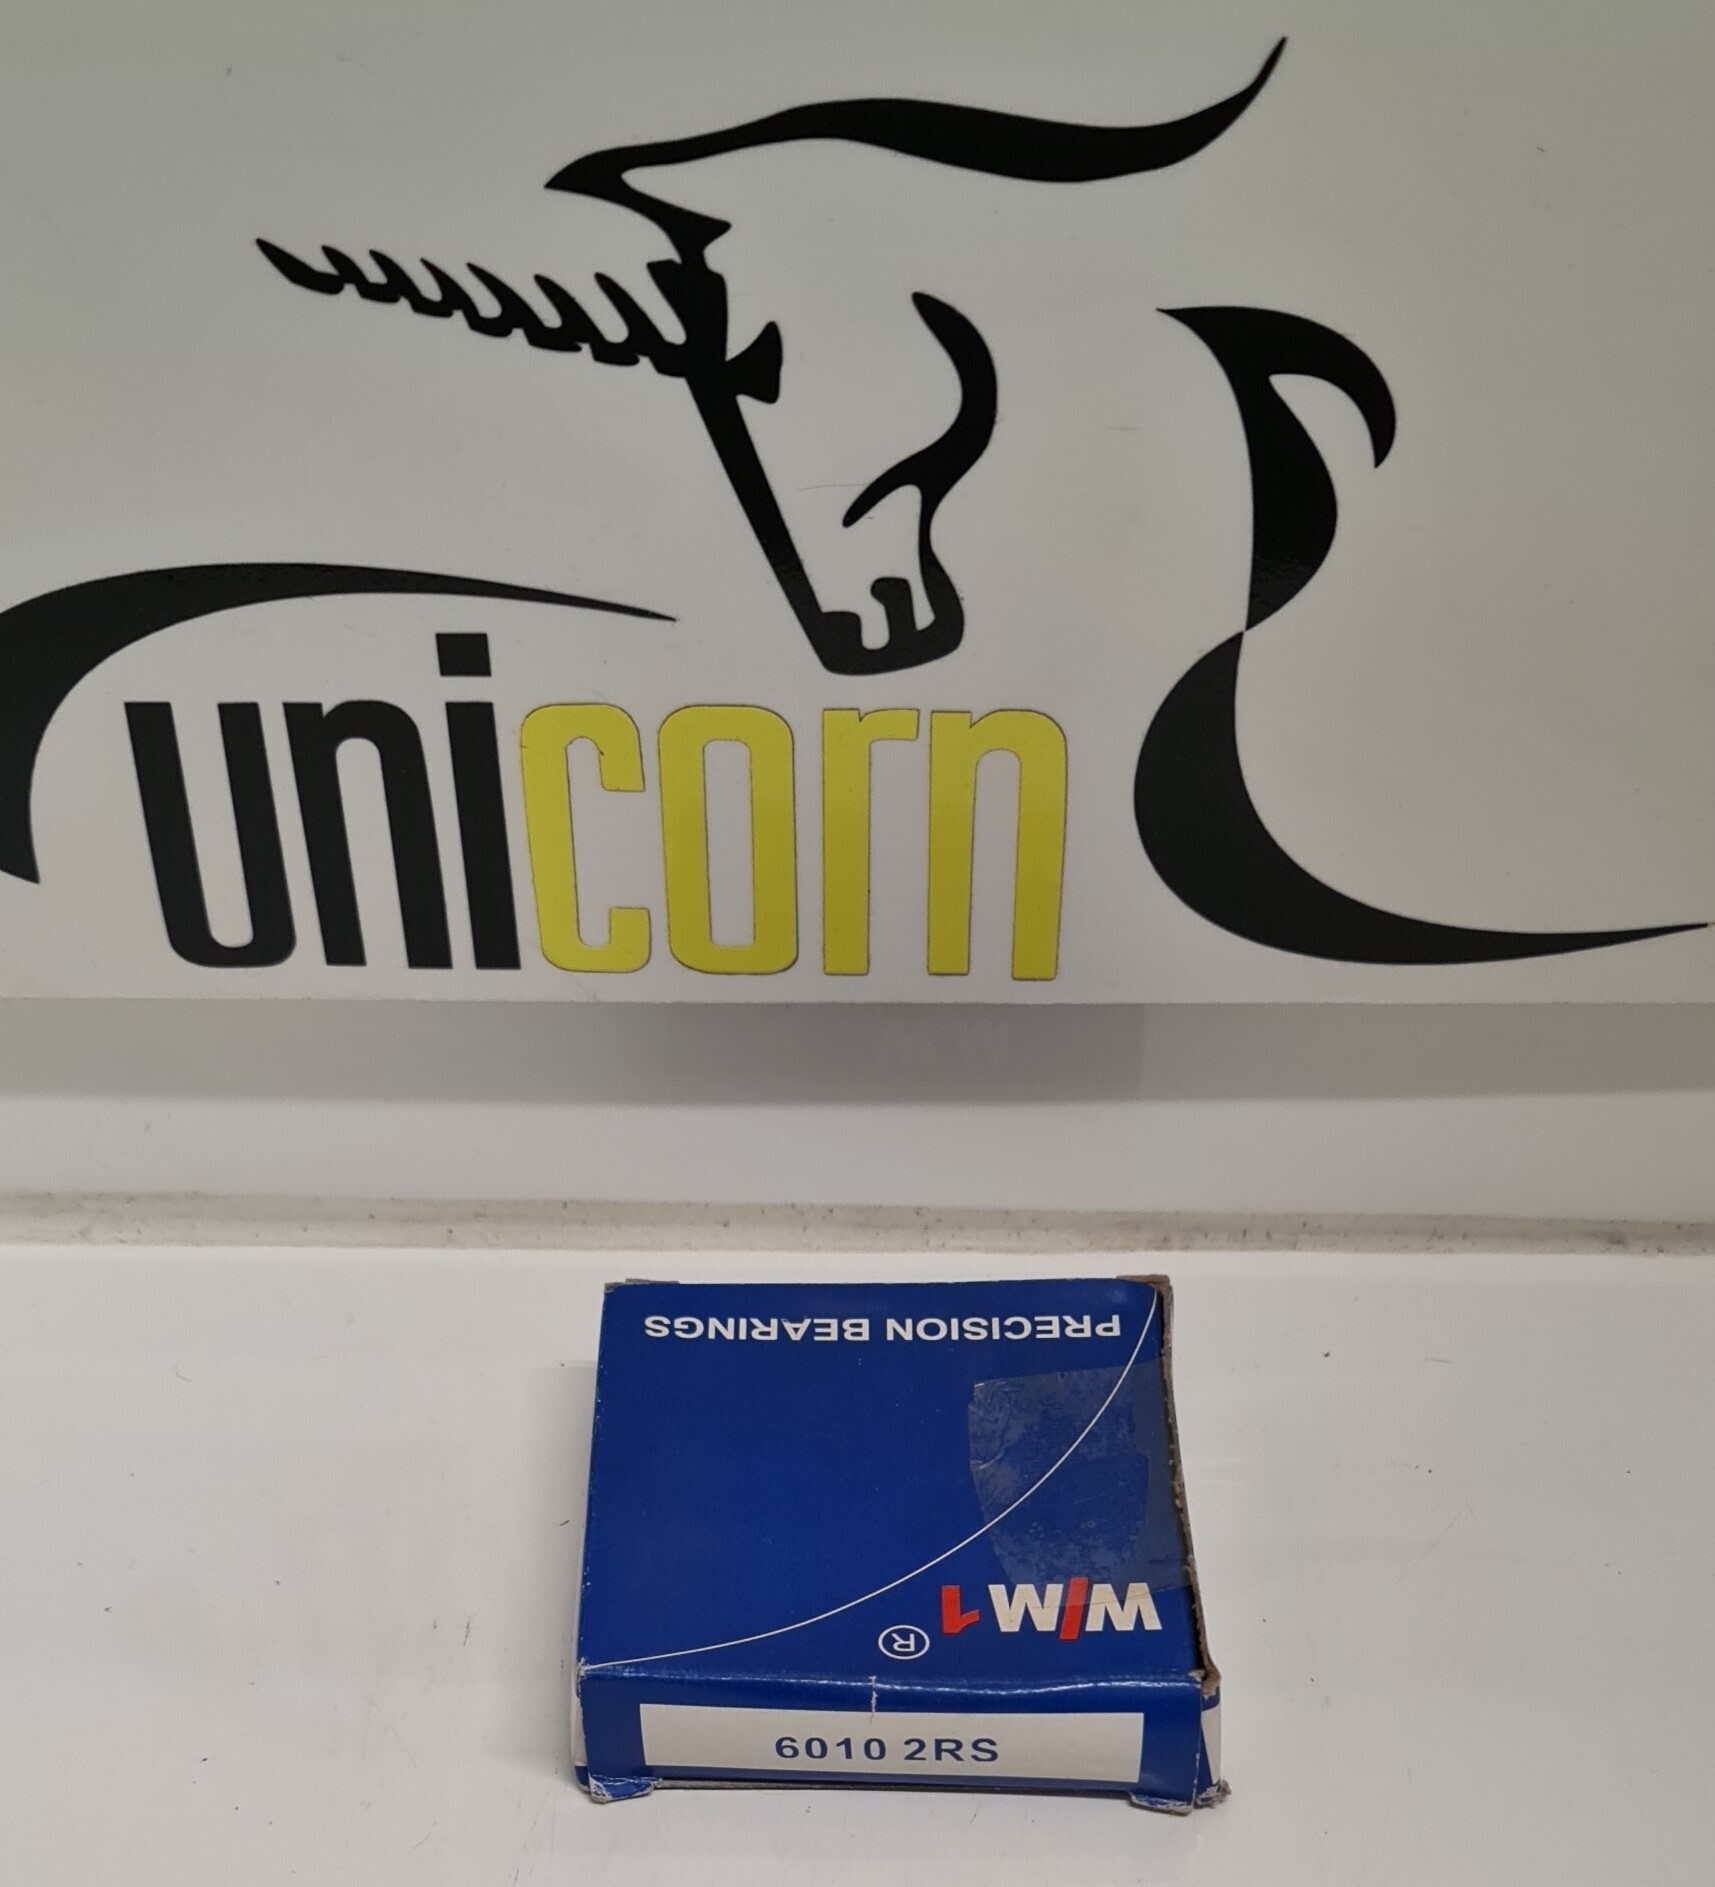 unicorn
PRECISION BEARINGS
W/M1®
6010 2RS